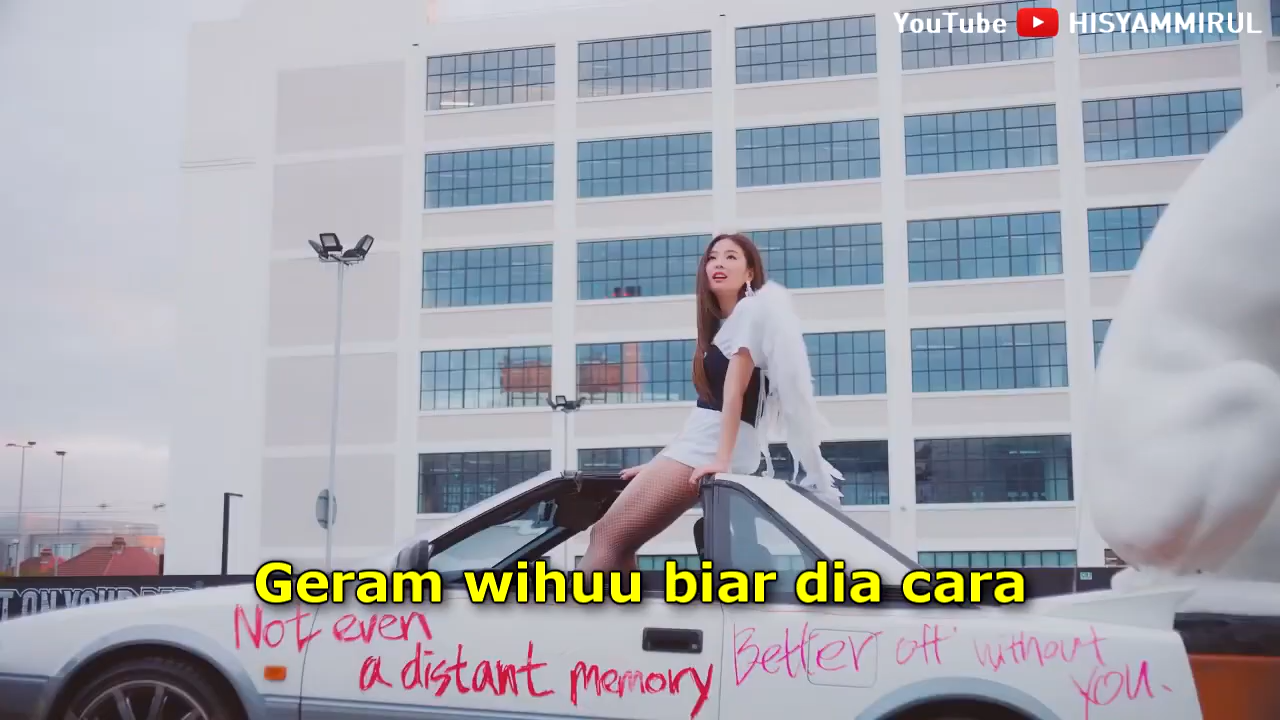 YouTube HISYAMMIRUL
Geram wihuu biar dia cara
Not even
a distant memory
Better off without
you.